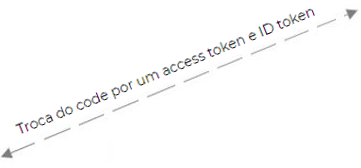 Troca do code por um access token e ID token